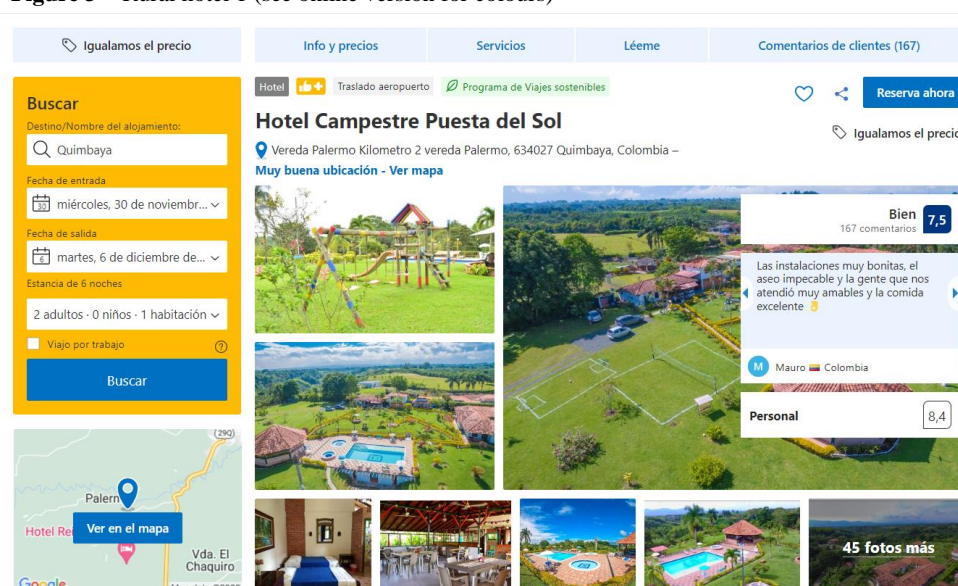 Igualamos el precio
Info y precios
Servicios
Léeme
Comentarios de clientes (167)
Buscar
Destino/Nombre del alojamiento:
Quimbaya
Fecha de entrada
30
miércoles, 30 de noviembr...
Fecha de salida
6
martes, 6 de diciembre de...
Estancia de 6 noches
2 adultos · 0 niños · 1 habitación
Viajo por trabajo
?
Buscar
Hotel
Traslado aeropuerto
Programa de Viajes sostenibles
Reserva ahora
Hotel Campestre Puesta del Sol
Igualamos el precio
Vereda Palermo Kilometro 2 vereda Palermo, 634027 Quimbaya, Colombia –
Muy buena ubicación - Ver mapa
Bien
7,5
167 comentarios
Las instalaciones muy bonitas, el
aseo impecable y la gente que nos
atendió muy amables y la comida
excelente
M
Mauro
Colombia
Personal
8,4
(29Q)
Palerm
Ver en el mapa
Hotel Rei
Vda. El
Chaquiro
Google
45 fotos más